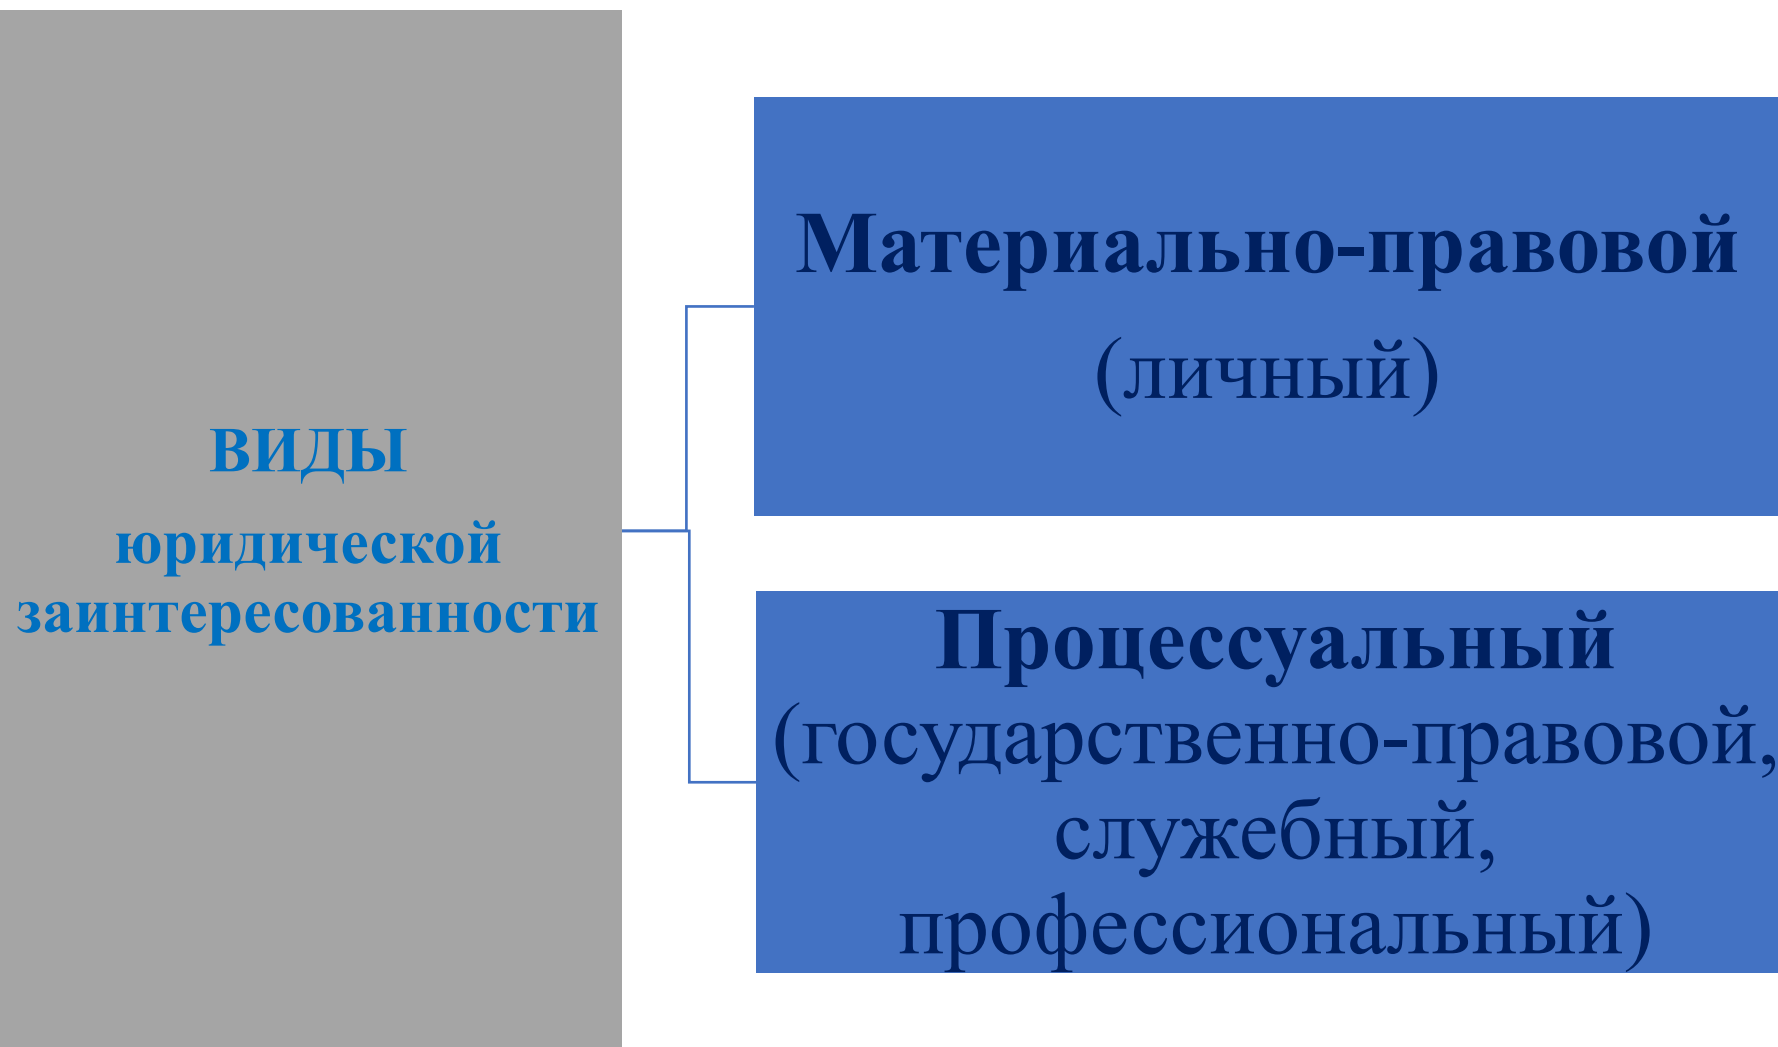 ВИДЫ
юридической
заинтересованности
Материально-правовой
(личный)
Процессуальный
(государственно-правовой,
служебный,
профессиональный)